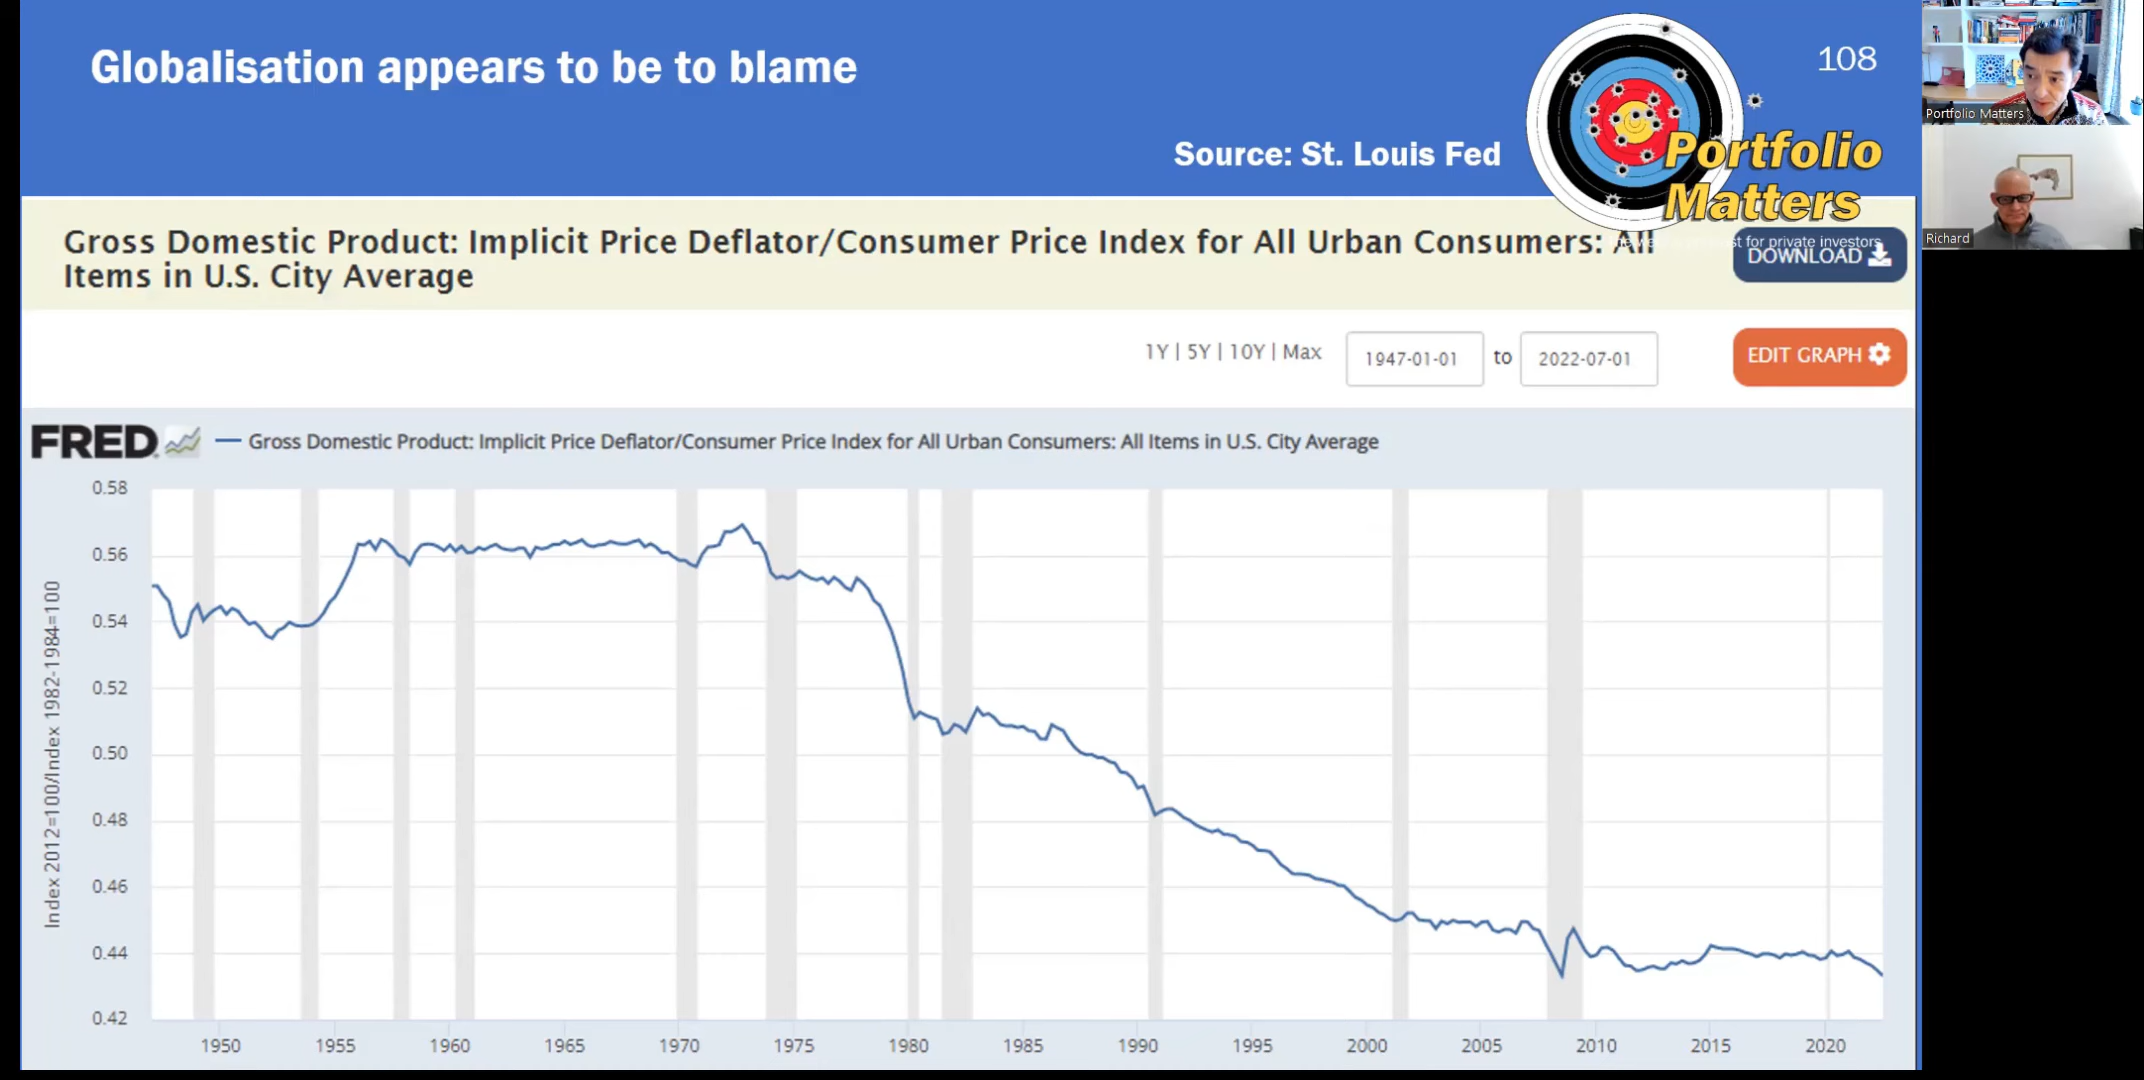 Globalisation appears to be to blame
108
Source: St. Louis Fed
Portfolio
Matters
st for private investors
Portfolio Matters
Richard
Gross Domestic Product: Implicit Price Deflator/Consumer Price Index for All Urban Consumers: All
Items in U.S. City Average
DOWNLOAD
1Y | 5Y | 10Y | Max
1947-01-01 to 2022-07-01
EDIT GRAPH
FRED
Gross Domestic Product: Implicit Price Deflator/Consumer Price Index for All Urban Consumers: All Items in U.S. City Average
Index 2012=100/Index 1982-1984=100
0.58
0.56
0.54
0.52
0.50
0.48
0.46
0.44
0.42
1950 1955 1960 1965 1970 1975 1980 1985 1990 1995 2000 2005 2010 2015 2020